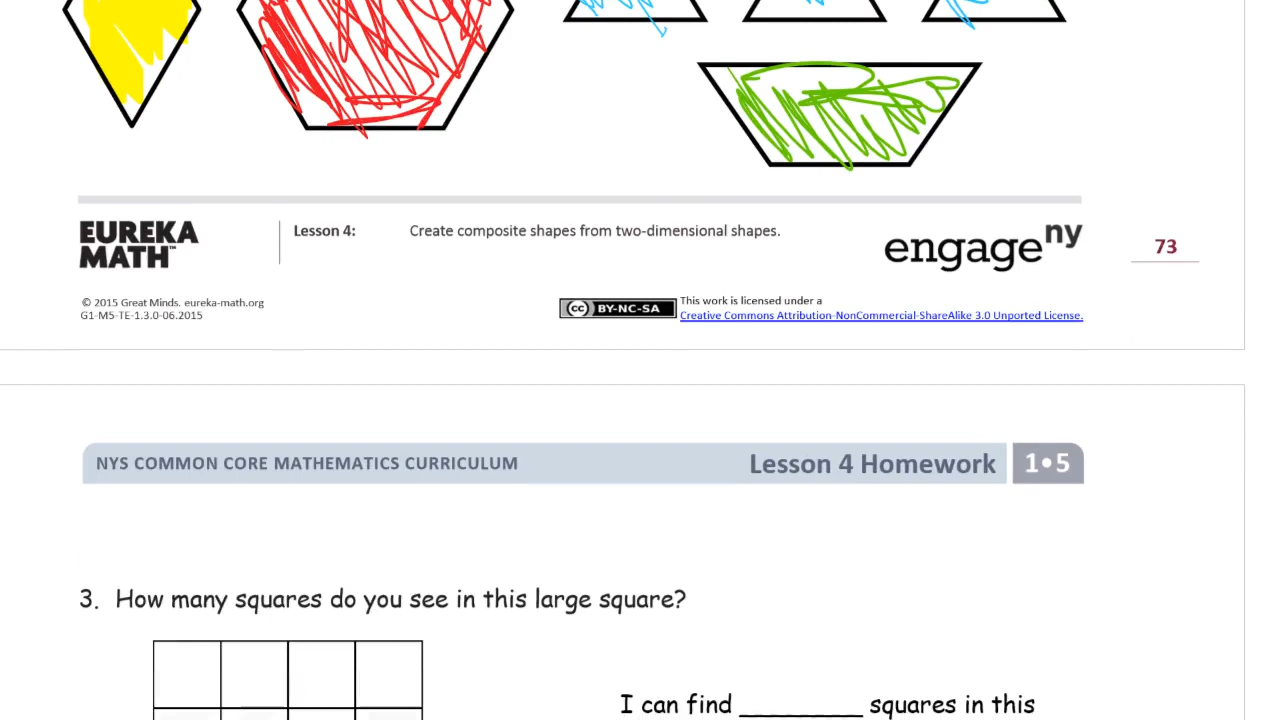 EUREKA
MATH™
Lesson 4: Create composite shapes from two-dimensional shapes.
engageny
73
© 2015 Great Minds. eureka-math.org
G1-M5-TE-1.3.0-06.2015
cc BY-NC-SA
This work is licensed under a
Creative Commons Attribution-NonCommercial-ShareAlike 3.0 Unported License.
NYS COMMON CORE MATHEMATICS CURRICULUM
Lesson 4 Homework 1•5
3. How many squares do you see in this large square?
I can find ________ squares in this